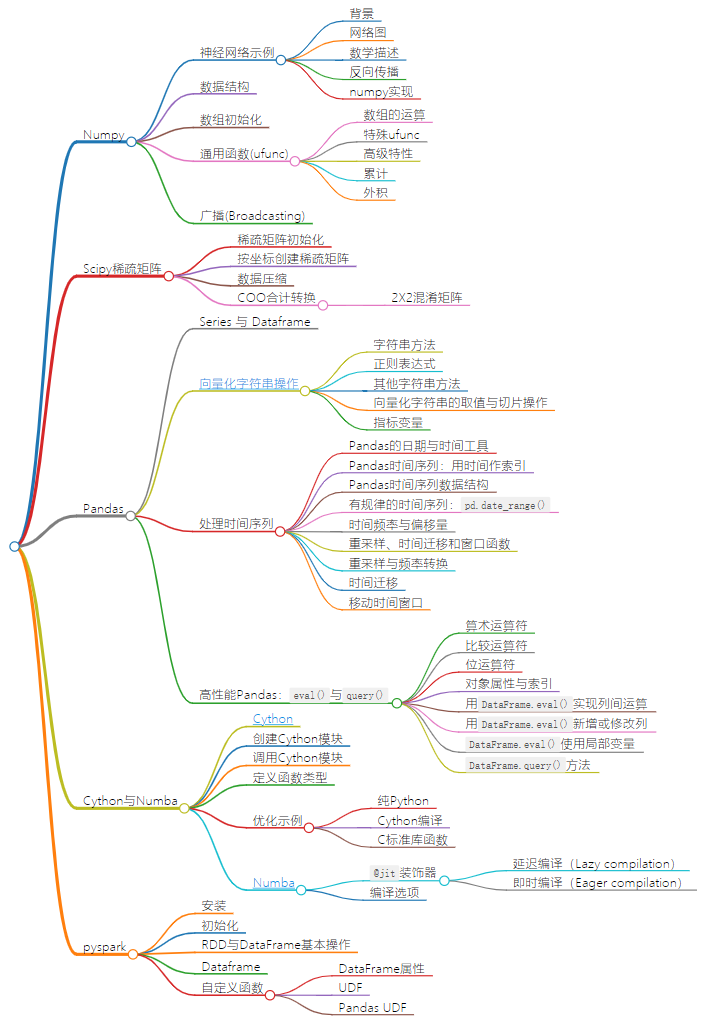 Numpy
神经网络示例
背景
网络图
数学描述
反向传播
numpy实现
数据结构
数组初始化
通用函数(ufunc)
数组的运算
特殊ufunc
高级特性
累计
外积
广播(Broadcasting)
Scipy稀疏矩阵
稀疏矩阵初始化
按坐标创建稀疏矩阵
数据压缩
COO合计转换
2X2混淆矩阵
Pandas
Series 与 Dataframe
向量化字符串操作
字符串方法
正则表达式
其他字符串方法
向量化字符串的取值与切片操作
指标变量
处理时间序列
Pandas的日期与时间工具
Pandas时间序列：用时间作索引
Pandas时间序列数据结构
有规律的时间序列：pd.date_range()
时间频率与偏移量
重采样、时间迁移和窗口函数
重采样与频率转换
时间迁移
移动时间窗口
高性能Pandas：eval() 与 query()
算术运算符
比较运算符
位运算符
对象属性与索引
用 DataFrame.eval() 实现列间运算
用 DataFrame.eval() 新增或修改列
DataFrame.eval() 使用局部变量
DataFrame.query() 方法
Cython与Numba
Cython
创建Cython模块
调用Cython模块
定义函数类型
优化示例
纯Python
Cython编译
C标准库函数
Numba
@jit 装饰器
延迟编译（Lazy compilation）
即时编译（Eager compilation）
编译选项
pyspark
安装
初始化
RDD与DataFrame基本操作
Dataframe
自定义函数
DataFrame属性
UDF
Pandas UDF